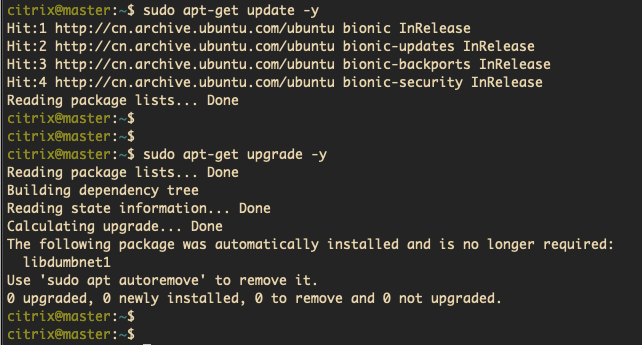 citrix@master:~$ sudo apt-get update -y
Hit:1 http://cn.archive.ubuntu.com/ubuntu bionic InRelease
Hit:2 http://cn.archive.ubuntu.com/ubuntu bionic-updates InRelease
Hit:3 http://cn.archive.ubuntu.com/ubuntu bionic-backports InRelease
Hit:4 http://cn.archive.ubuntu.com/ubuntu bionic-security InRelease
Reading package lists... Done
citrix@master:~$
citrix@master:~$
citrix@master:~$ sudo apt-get upgrade -y
Reading package lists... Done
Building dependency tree
Reading state information... Done
Calculating upgrade... Done
The following package was automatically installed and is no longer required:
  libdumbnet1
Use 'sudo apt autoremove' to remove it.
0 upgraded, 0 newly installed, 0 to remove and 0 not upgraded.
citrix@master:~$
citrix@master:~$